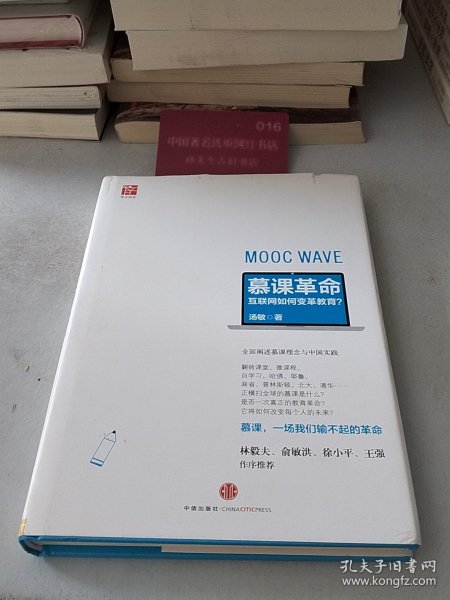 016
中国著名优质网红书店
孙先生古旧书店
MOOC WAVE
慕课革命
互联网如何变革教育？
汤敏◎著
全面阐述慕课理念与中国实践
翻转课堂、微课程、
自学习，哈佛、耶鲁、
麻省、普林斯顿、北大、清华……
正横扫全球的慕课是什么？
是否一次真正的教育革命？
它将如何改变每个人的未来？
慕课，一场我们输不起的革命
林毅夫、俞敏洪、徐小平、王强
作序推荐
中信出版社·CHINACITICPRESS
孔夫子旧书网
www.kongfz.com